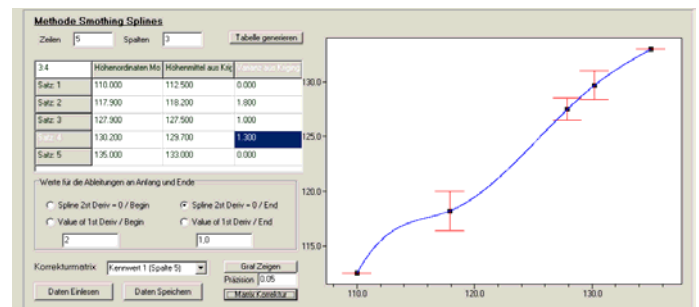 Methode Smothing Splines
Zeilen 5 Spalten 3 Tabelle generieren
3:4 Höhenordinaten Mo Höhenmittel aus Krig Varianz aus Kriging
Satz: 1 110.000 112.500 0.000
Satz: 2 117.900 118.200 1.800
Satz: 3 127.900 127.500 1.000
Satz: 4 130.200 129.700 1.300
Satz: 5 135.000 133.000 0.000
Werte für die Ableitungen an Anfang und Ende
Spline 2st Deriv = 0 / Begin Spline 2st Deriv = 0 / End
Value of 1st Deriv / Begin Value of 1st Deriv / End
2 1,0
Korrekturmatrix Kennwert 1 (Spalte 5) Graf Zeigen
Präzision 0.05
Daten Einlesen Daten Speichern Matrix Korrektur
130.0
125.0
120.0
115.0
110.0 120.0 130.0